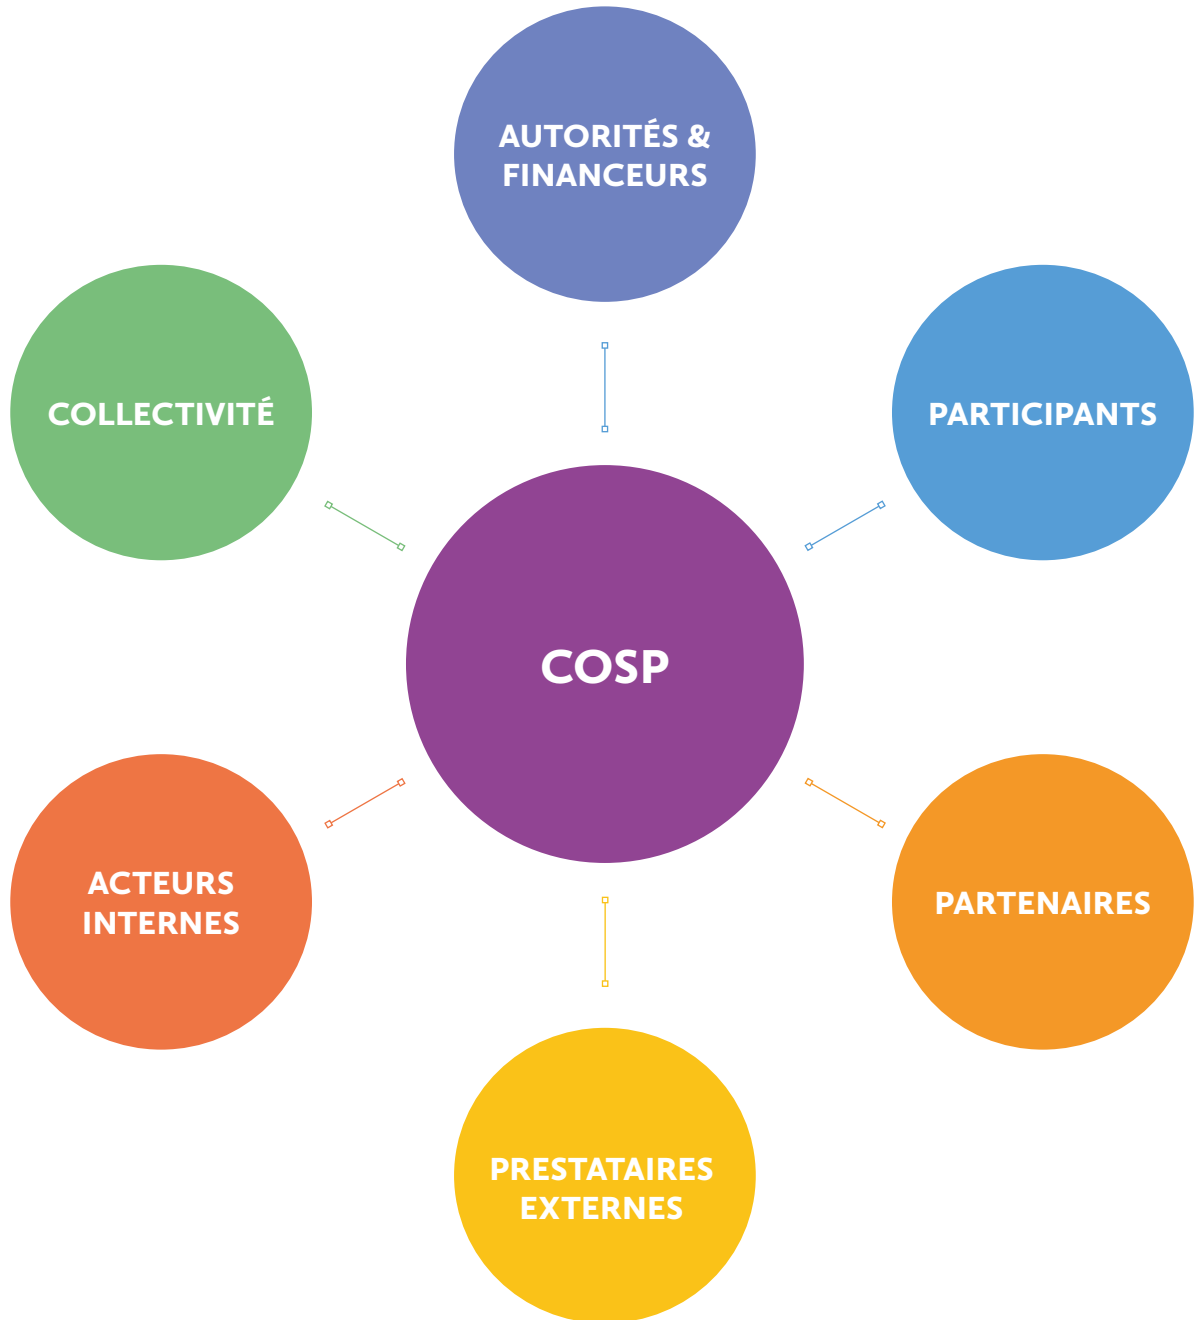 AUTORITÉS &
FINANCEURS
COLLECTIVITÉ
PARTICIPANTS
COSP
ACTEURS
INTERNES
PARTENAIRES
PRESTATAIRES
EXTERNES